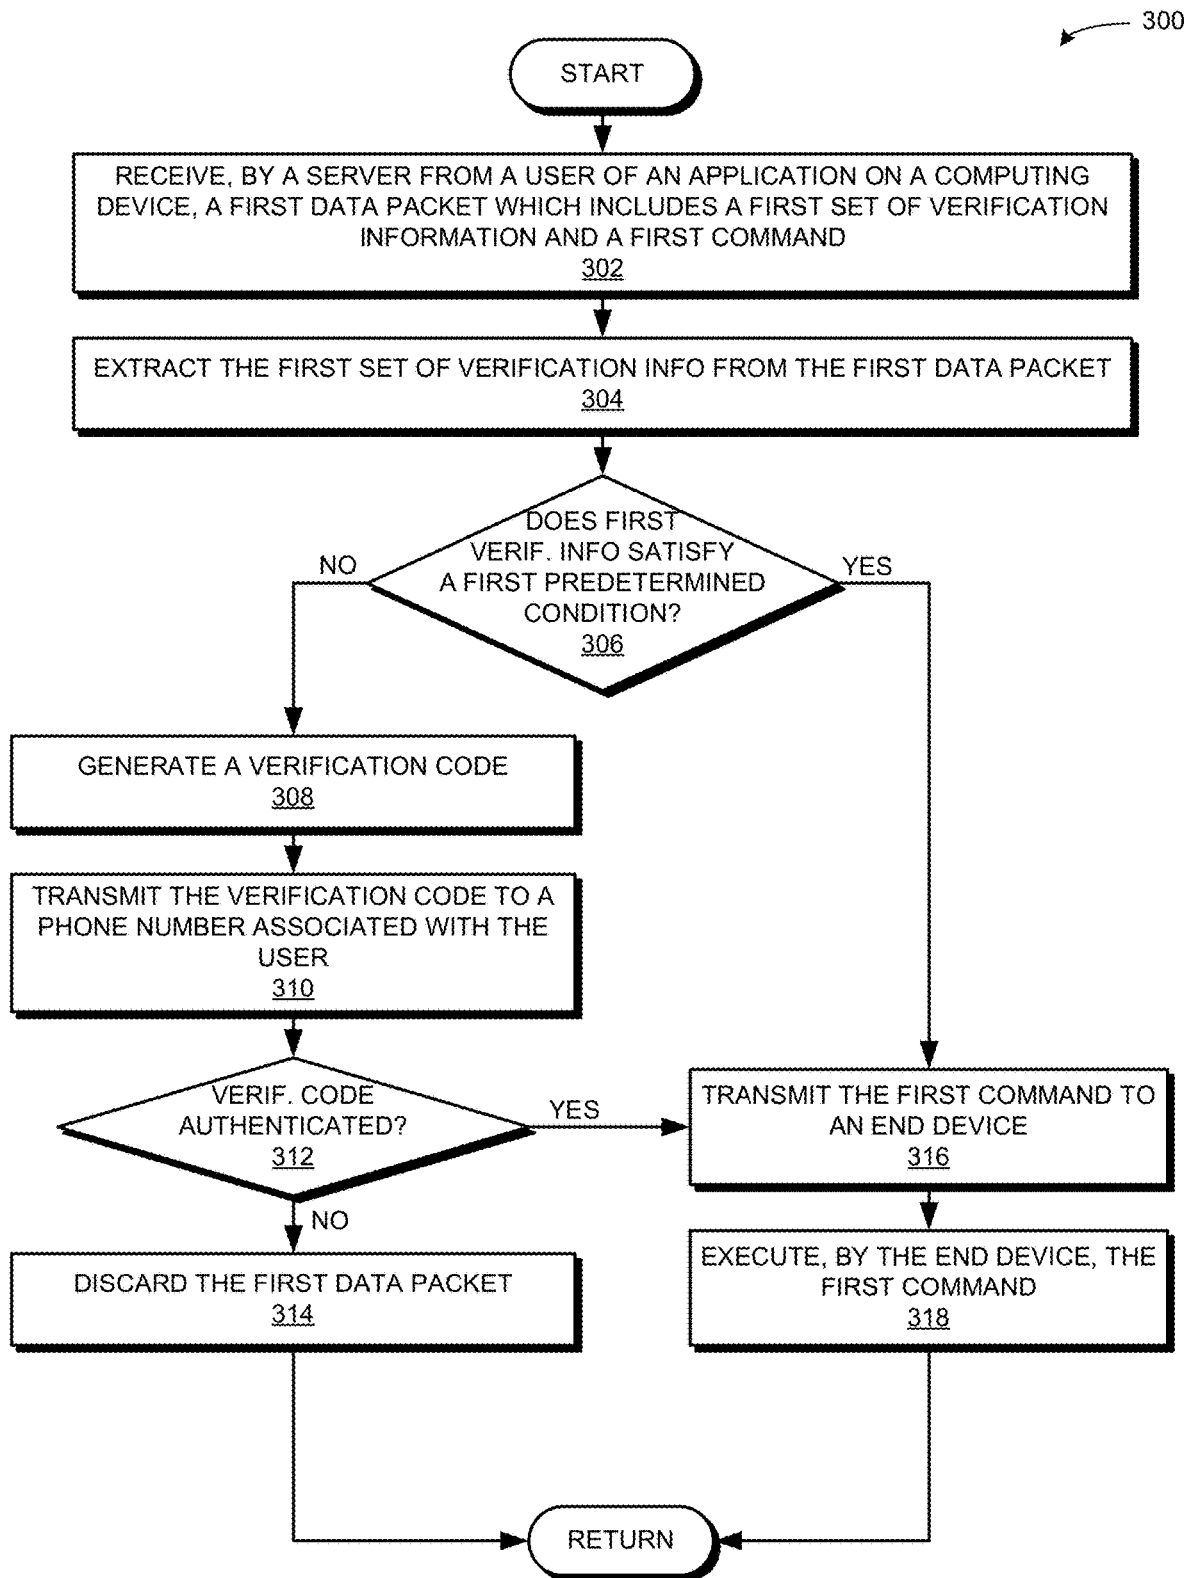 300
START
RECEIVE, BY A SERVER FROM A USER OF AN APPLICATION ON A COMPUTING
DEVICE, A FIRST DATA PACKET WHICH INCLUDES A FIRST SET OF VERIFICATION
INFORMATION AND A FIRST COMMAND
302
EXTRACT THE FIRST SET OF VERIFICATION INFO FROM THE FIRST DATA PACKET
304
DOES FIRST
VERIF. INFO SATISFY
A FIRST PREDETERMINED
CONDITION?
306
NO
YES
GENERATE A VERIFICATION CODE
308
TRANSMIT THE VERIFICATION CODE TO A
PHONE NUMBER ASSOCIATED WITH THE
USER
310
VERIF. CODE
AUTHENTICATED?
312
YES
NO
TRANSMIT THE FIRST COMMAND TO
AN END DEVICE
316
DISCARD THE FIRST DATA PACKET
314
EXECUTE, BY THE END DEVICE, THE
FIRST COMMAND
318
RETURN